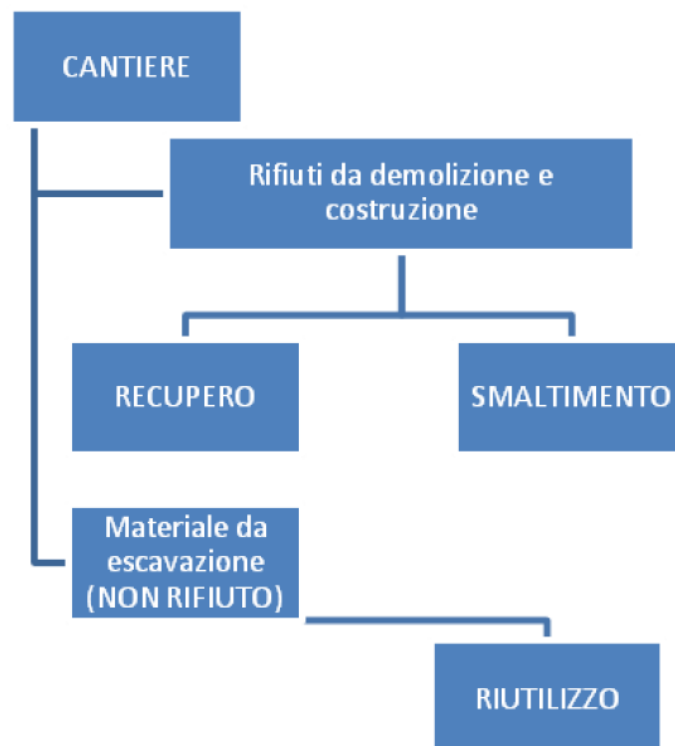 CANTIERE
Rifiuti da demolizione e
costruzione
RECUPERO
SMALTIMENTO
Materiale da
escavazione
(NON RIFIUTO)
RIUTILIZZO